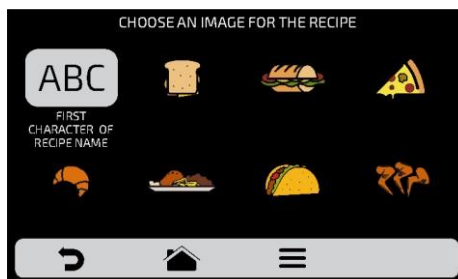 CHOOSE AN IMAGE FOR THE RECIPE
ABC
FIRST
CHARACTER OF
RECIPE NAME